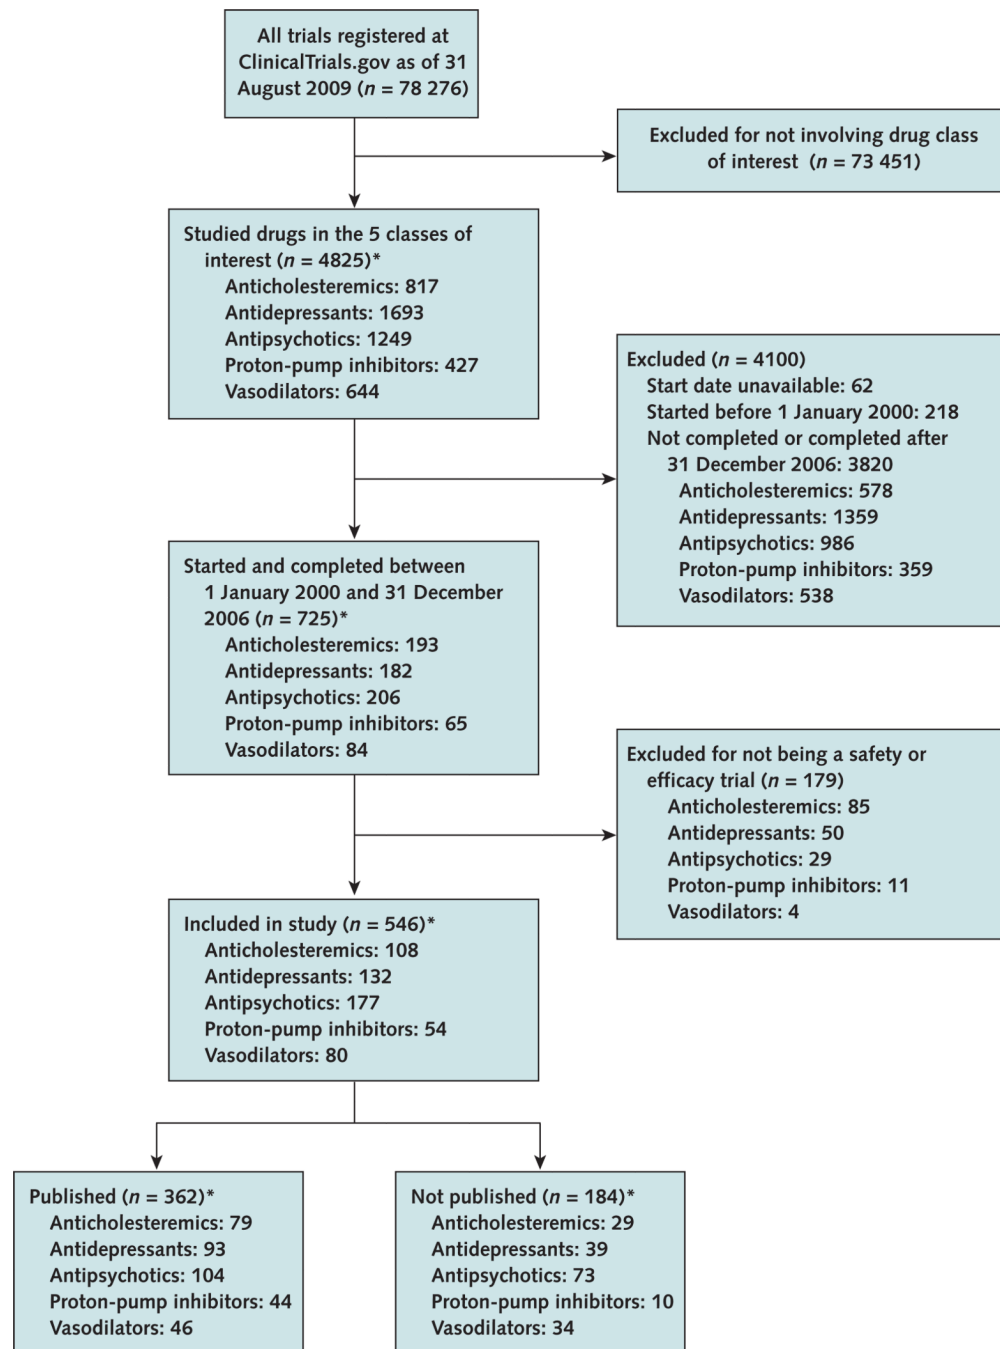 All trials registered at
ClinicalTrials.gov as of 31
August 2009 (n = 78 276)
Excluded for not involving drug class
of interest (n = 73 451)
Studied drugs in the 5 classes of
interest (n = 4825)*
Anticholesteremics: 817
Antidepressants: 1693
Antipsychotics: 1249
Proton-pump inhibitors: 427
Vasodilators: 644
Excluded (n = 4100)
Start date unavailable: 62
Started before 1 January 2000: 218
Not completed or completed after
31 December 2006: 3820
Anticholesteremics: 578
Antidepressants: 1359
Antipsychotics: 986
Proton-pump inhibitors: 359
Vasodilators: 538
Started and completed between
1 January 2000 and 31 December
2006 (n = 725)*
Anticholesteremics: 193
Antidepressants: 182
Antipsychotics: 206
Proton-pump inhibitors: 65
Vasodilators: 84
Excluded for not being a safety or
efficacy trial (n = 179)
Anticholesteremics: 85
Antidepressants: 50
Antipsychotics: 29
Proton-pump inhibitors: 11
Vasodilators: 4
Included in study (n = 546)*
Anticholesteremics: 108
Antidepressants: 132
Antipsychotics: 177
Proton-pump inhibitors: 54
Vasodilators: 80
Published (n = 362)*
Anticholesteremics: 79
Antidepressants: 93
Antipsychotics: 104
Proton-pump inhibitors: 44
Vasodilators: 46
Not published (n = 184)*
Anticholesteremics: 29
Antidepressants: 39
Antipsychotics: 73
Proton-pump inhibitors: 10
Vasodilators: 34